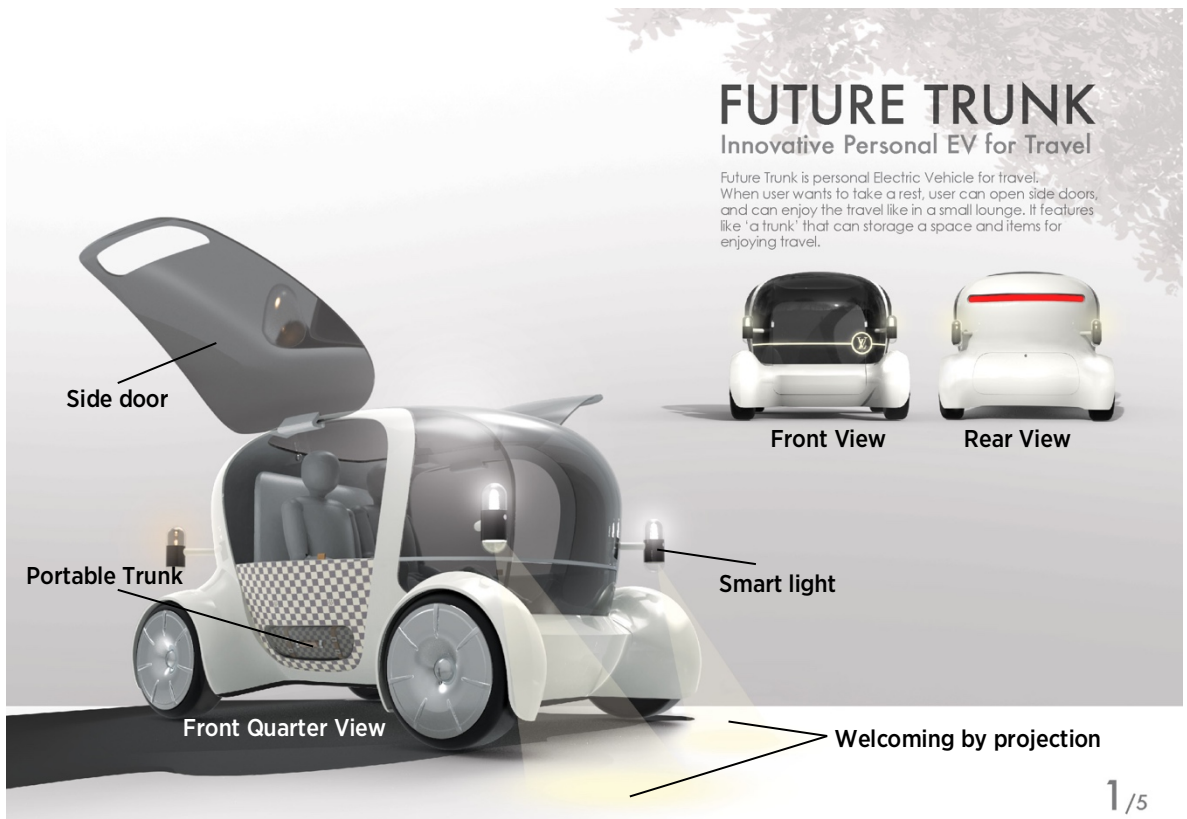 FUTURE TRUNK
Innovative Personal EV for Travel
Future Trunk is personal Electric Vehicle for travel.
When user wants to take a rest, user can open side doors,
and can enjoy the travel like in a small lounge. It features
like ‘a trunk’ that can storage a space and items for
enjoying travel.
LV
Front View
Rear View
Side door
Portable Trunk
Smart light
Front Quarter View
Welcoming by projection
1/5